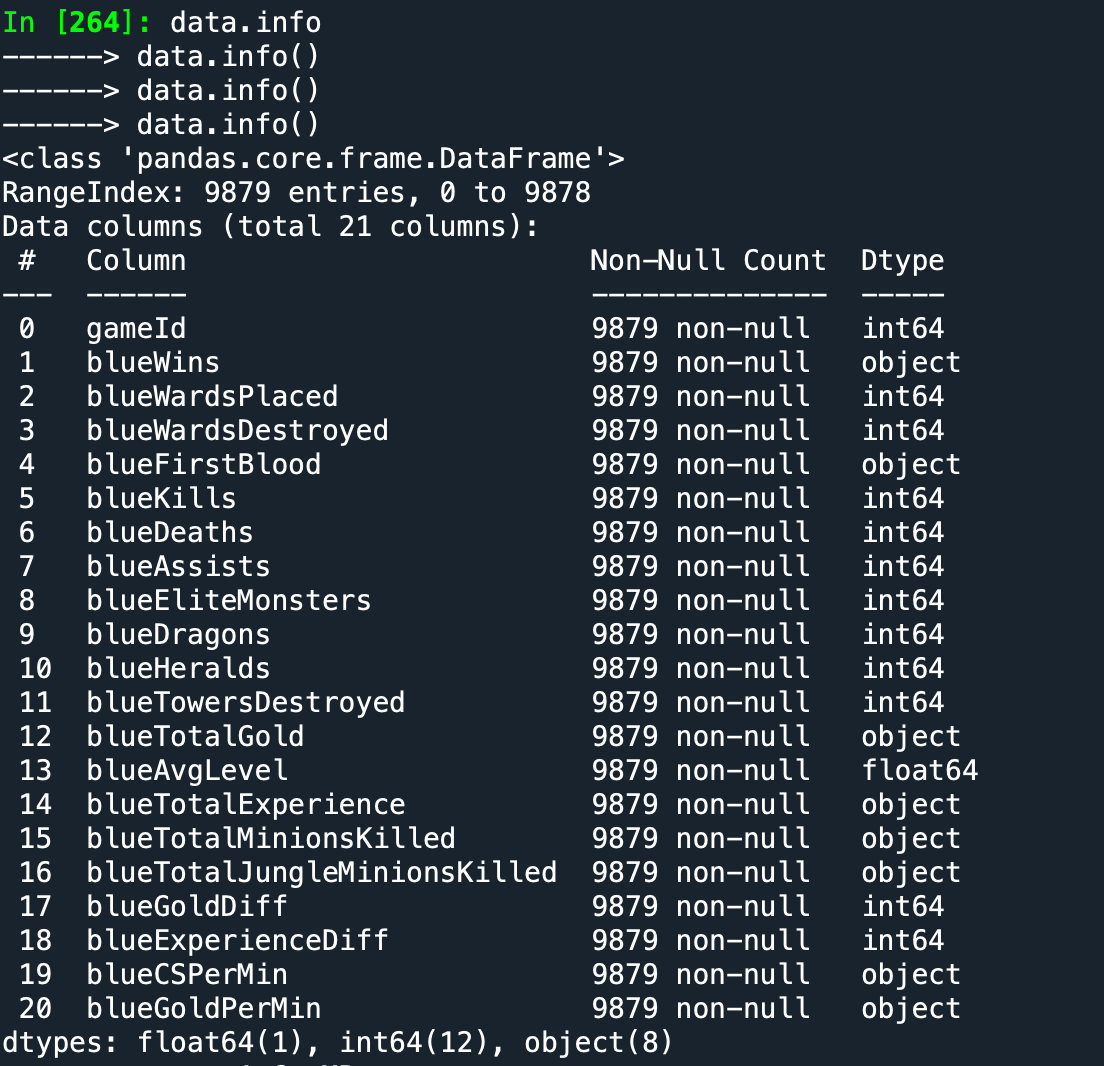 In [264]: data.info
------> data.info()
------> data.info()
------> data.info()
<class 'pandas.core.frame.DataFrame'>
RangeIndex: 9879 entries, 0 to 9878
Data columns (total 21 columns):
 #   Column                        Non-Null Count  Dtype
---  ------                        --------------  -----
 0   gameId                        9879 non-null   int64
 1   blueWins                      9879 non-null   object
 2   blueWardsPlaced               9879 non-null   int64
 3   blueWardsDestroyed            9879 non-null   int64
 4   blueFirstBlood                9879 non-null   object
 5   blueKills                     9879 non-null   int64
 6   blueDeaths                    9879 non-null   int64
 7   blueAssists                   9879 non-null   int64
 8   blueEliteMonsters             9879 non-null   int64
 9   blueDragons                   9879 non-null   int64
 10  blueHeralds                   9879 non-null   int64
 11  blueTowersDestroyed           9879 non-null   int64
 12  blueTotalGold                 9879 non-null   object
 13  blueAvgLevel                  9879 non-null   float64
 14  blueTotalExperience           9879 non-null   object
 15  blueTotalMinionsKilled        9879 non-null   object
 16  blueTotalJungleMinionsKilled  9879 non-null   object
 17  blueGoldDiff                  9879 non-null   int64
 18  blueExperienceDiff            9879 non-null   int64
 19  blueCSPerMin                  9879 non-null   object
 20  blueGoldPerMin                9879 non-null   object
dtypes: float64(1), int64(12), object(8)